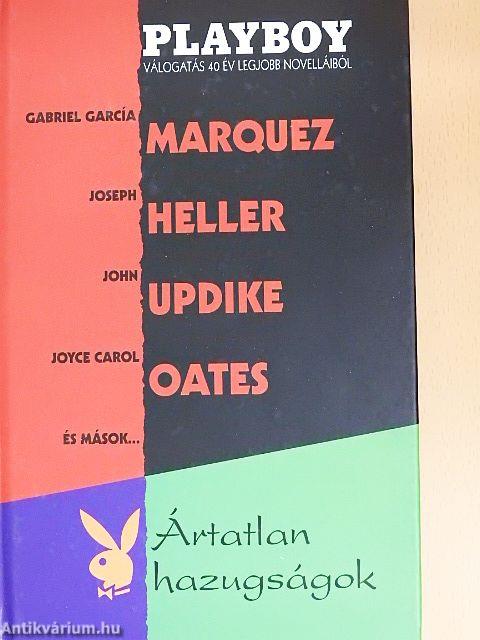 PLAYBOY
VÁLOGATÁS 40 ÉV LEGJOBB NOVELLÁIBÓL
GABRIEL GARCÍA
MARQUEZ
JOSEPH
HELLER
JOHN
UPDIKE
JOYCE CAROL
OATES
ÉS MÁSOK...
Ártatlan
hazugságok
Antikvárium.hu